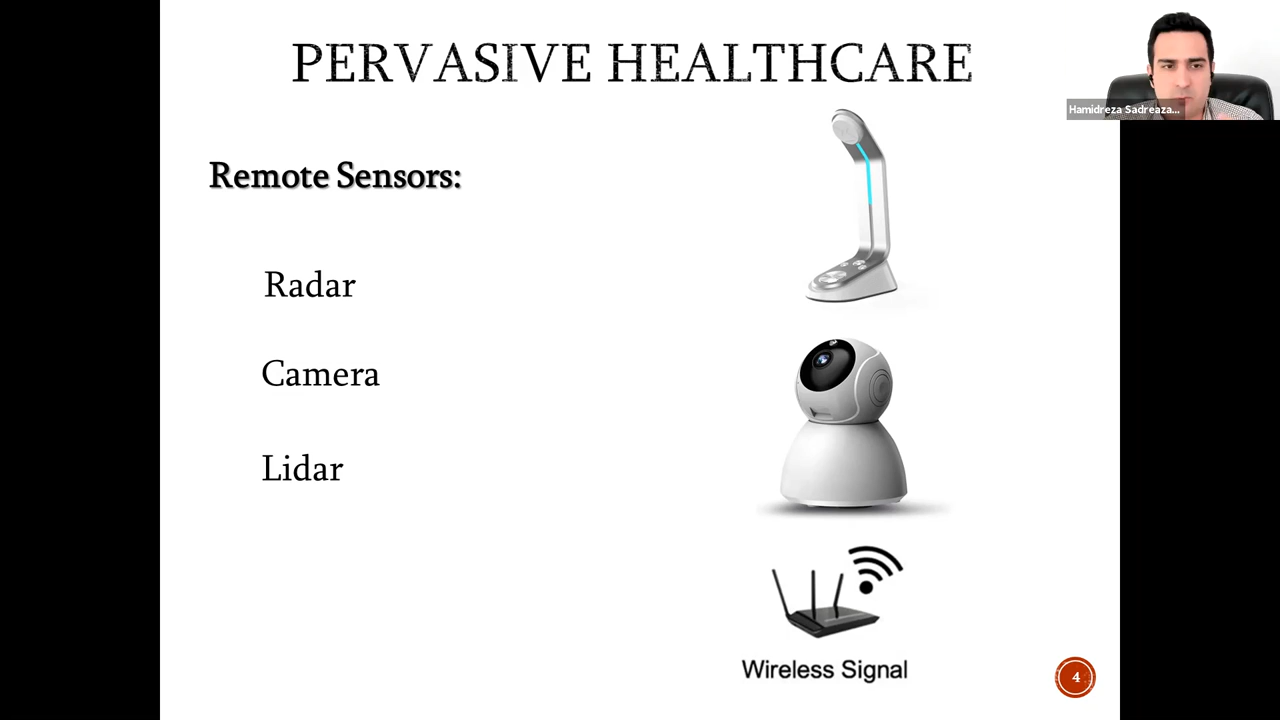 PERVASIVE HEALTHCARE
Hamidreza Sadreaza...
Remote Sensors:
Radar
Camera
Lidar
Wireless Signal
4